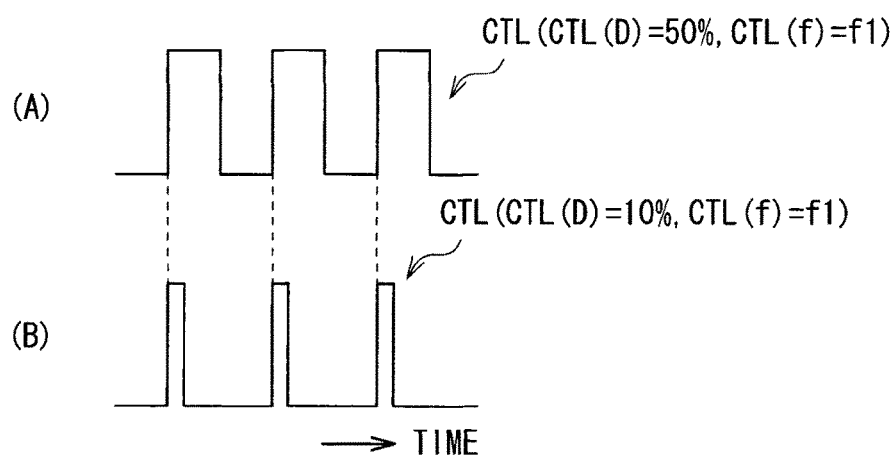 CTL(CTL(D)=50%, CTL(f)=f1)
(A)
CTL(CTL(D)=10%, CTL(f)=f1)
(B)
TIME